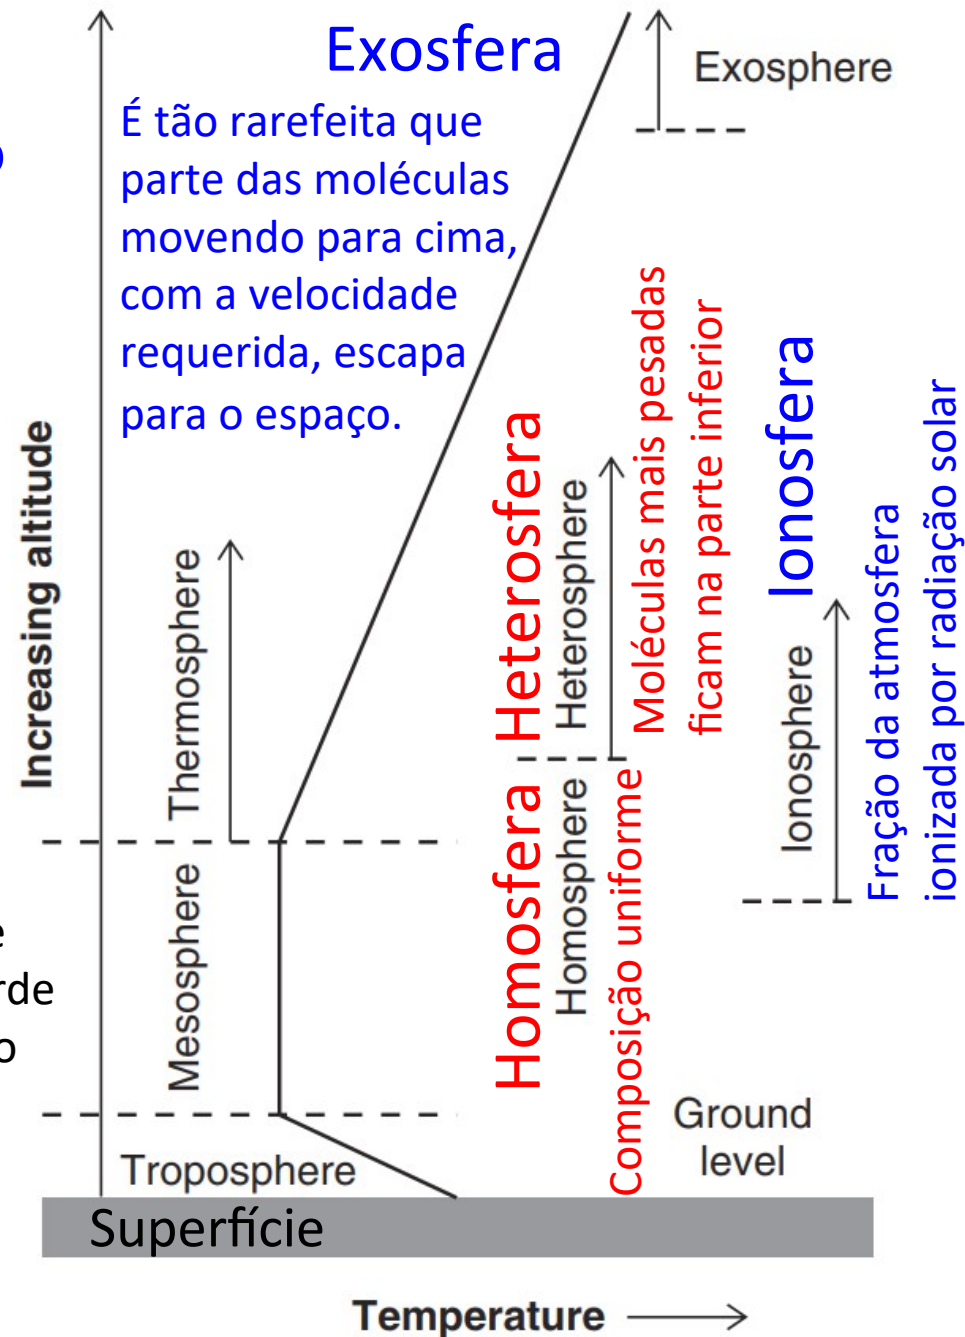 Exosfera
Exosphere
É tão rarefeita que
parte das moléculas
movendo para cima,
com a velocidade
requerida, escapa
para o espaço.
Increasing altitude
Thermosphere
Mesosphere
Troposphere
Heterosfera
Heterosphere
Moléculas mais pesadas
ficam na parte inferior
Homosfera
Homosphere
Composição uniforme
Ionosfera
Ionosphere
Fração da atmosfera
ionizada por radiação solar
Ground
level
Superfície
Temperature